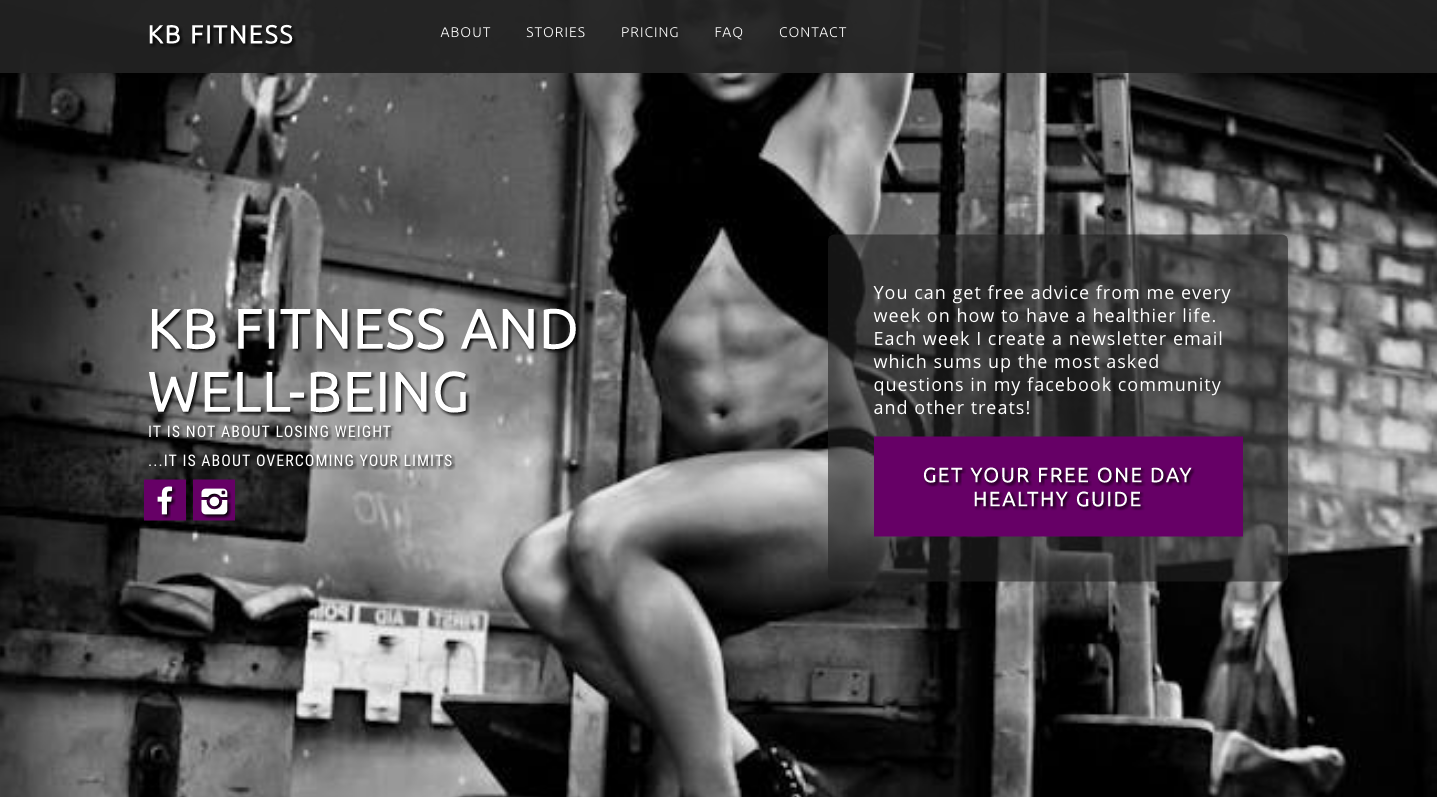 KB FITNESS
ABOUT STORIES PRICING FAQ CONTACT
KB FITNESS AND
WELL-BEING
IT IS NOT ABOUT LOSING WEIGHT
...IT IS ABOUT OVERCOMING YOUR LIMITS
You can get free advice from me every
week on how to have a healthier life.
Each week I create a newsletter email
which sums up the most asked
questions in my facebook community
and other treats!
GET YOUR FREE ONE DAY
HEALTHY GUIDE
FIRST AID